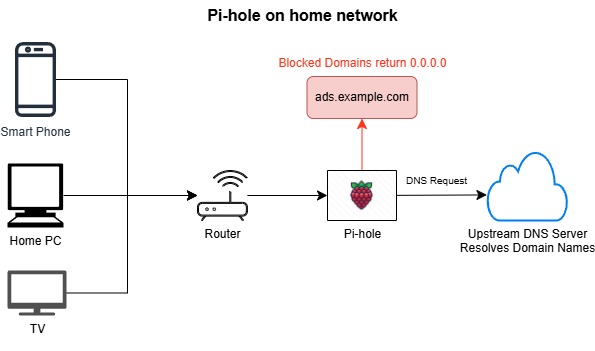 Pi-hole on home network
Blocked Domains return 0.0.0.0
ads.example.com
Smart Phone
DNS Request
Home PC
Router
Pi-hole
Upstream DNS Server
Resolves Domain Names
TV